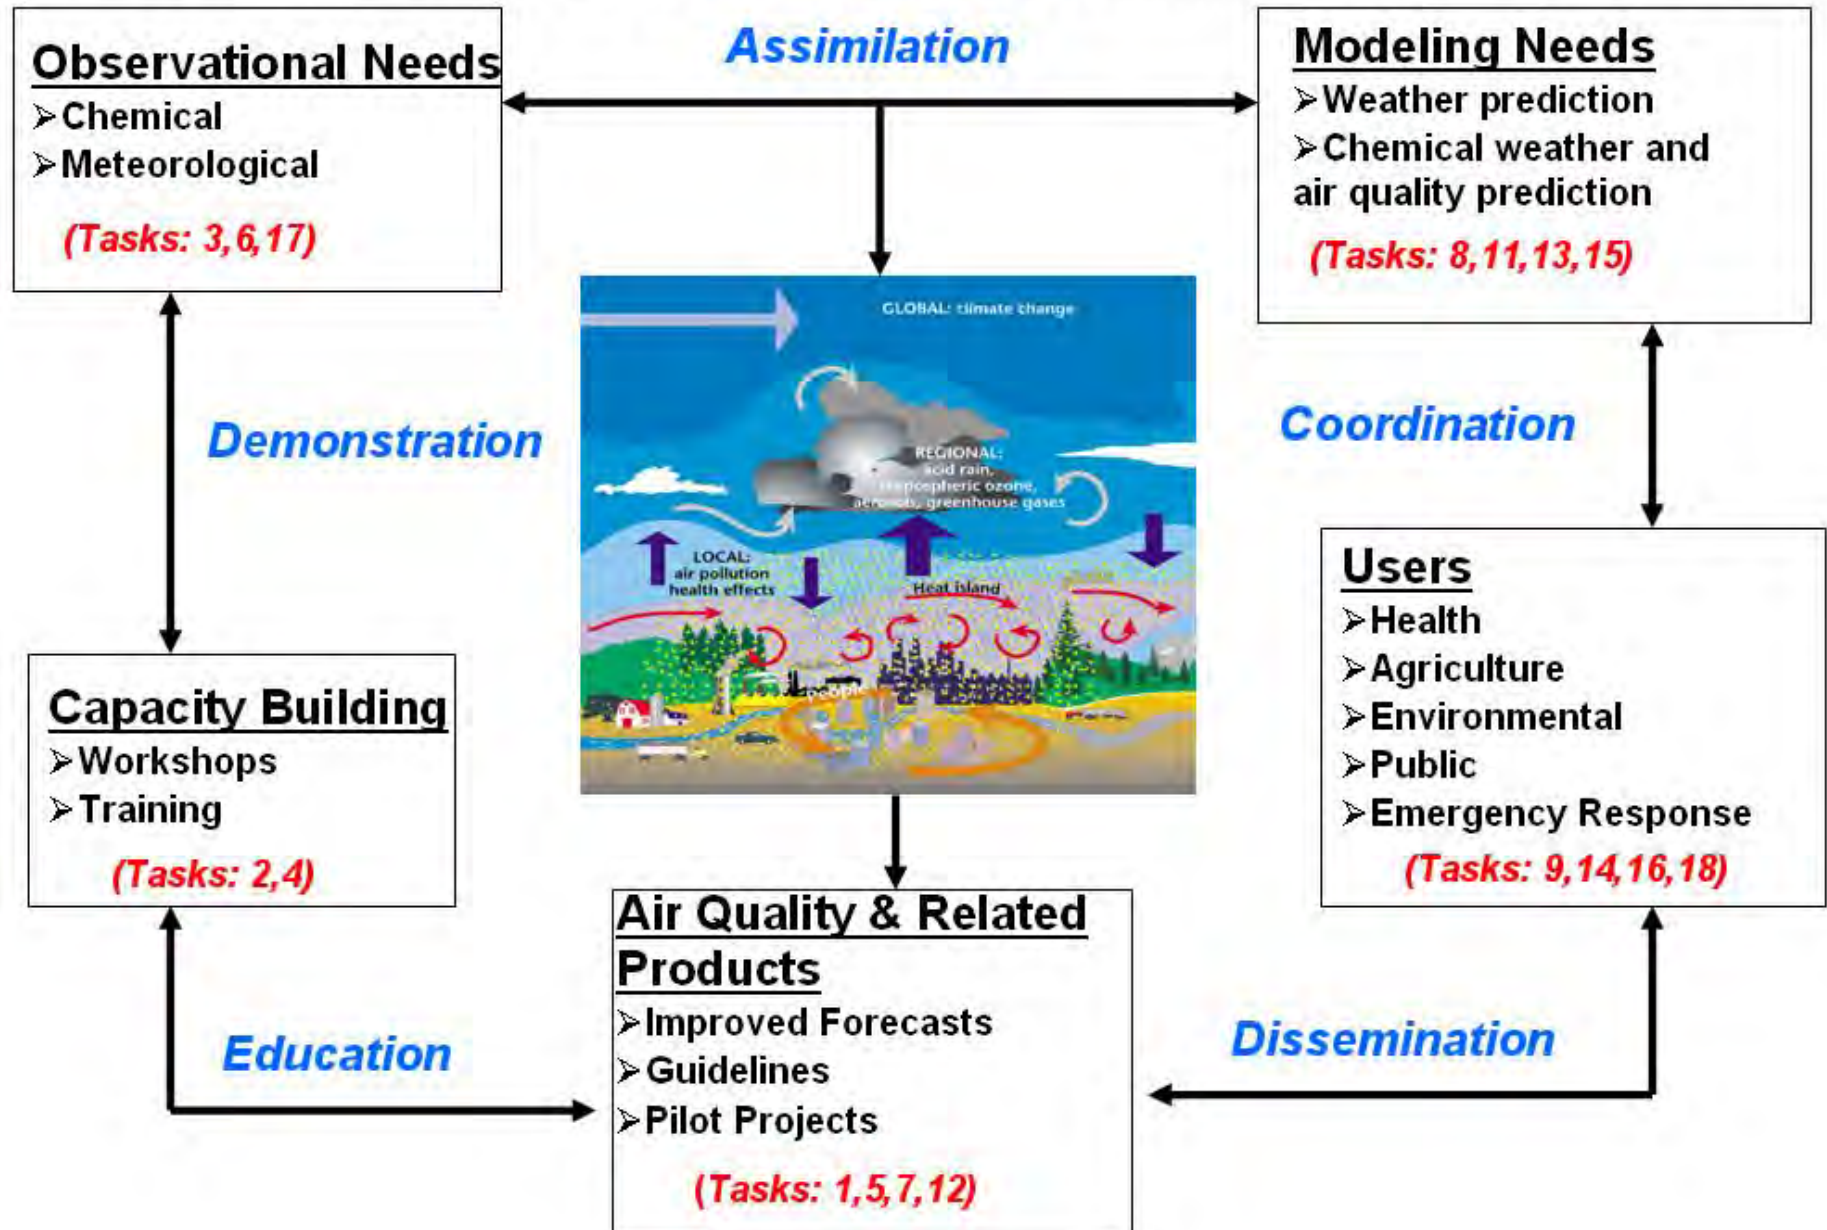 Observational Needs
➢Chemical
➢Meteorological
(Tasks: 3,6,17)
Assimilation
Modeling Needs
➢Weather prediction
➢Chemical weather and
air quality prediction
(Tasks: 8,11,13,15)
Demonstration
GLOBAL: climate change
REGIONAL:
acid rain,
tropospheric ozone,
aerosols, greenhouse gases
LOCAL:
air pollution
health effects
Heat island
people
Coordination
Capacity Building
➢Workshops
➢Training
(Tasks: 2,4)
Users
➢Health
➢Agriculture
➢Environmental
➢Public
➢Emergency Response
(Tasks: 9,14,16,18)
Education
Air Quality & Related
Products
➢Improved Forecasts
➢Guidelines
➢Pilot Projects
(Tasks: 1,5,7,12)
Dissemination